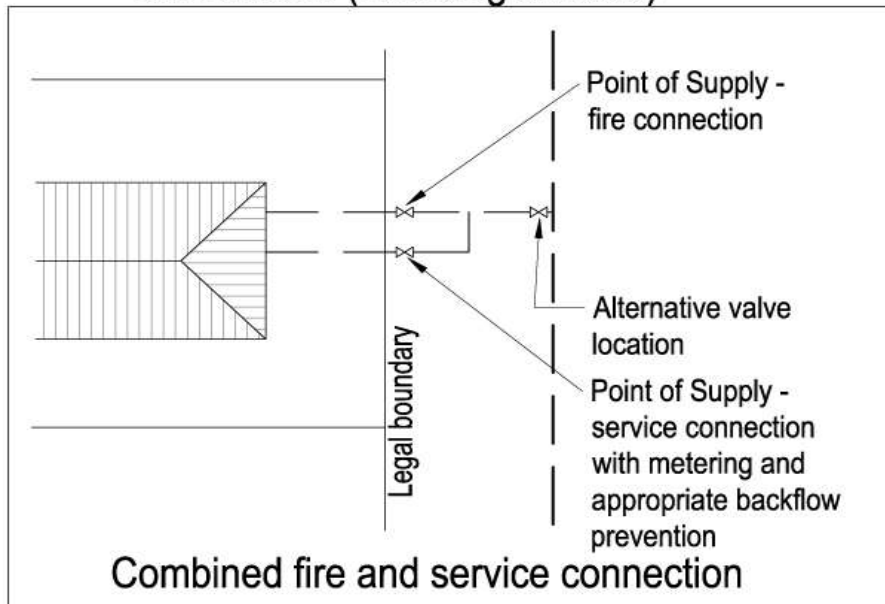 Point of Supply -
fire connection
Alternative valve
location
Legal boundary
Point of Supply -
service connection
with metering and
appropriate backflow
prevention
Combined fire and service connection